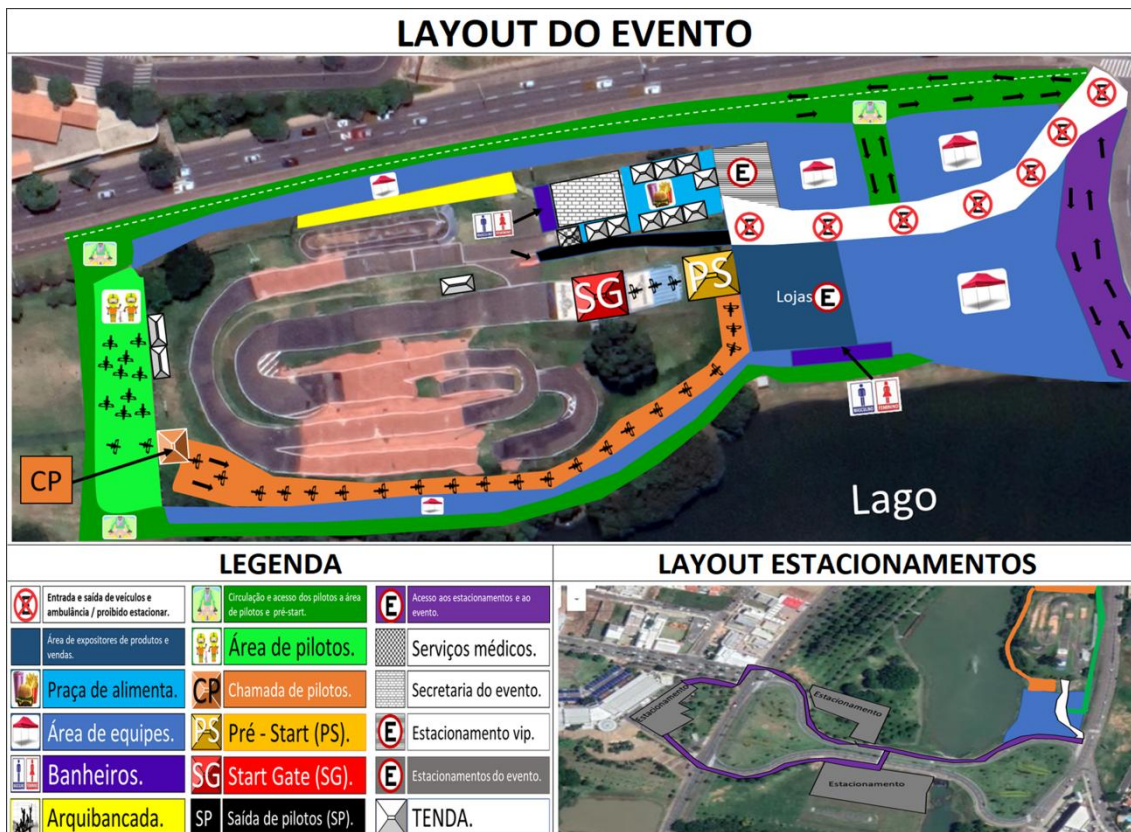 LAYOUT DO EVENTO
E
SG
PS
Lojas
E
CP
MASCULINO
FEMININO
Lago
LEGENDA
Entrada e saída de veículos e
ambulância / proibido estacionar.
Circulação e acesso dos pilotos a área
de pilotos e pré-start.
E
Acesso aos estacionamentos e ao
evento.
Área de expositores de produtos e
vendas.
Área de pilotos.
Serviços médicos.
Praça de alimenta.
CP
Chamada de pilotos.
Secretaria do evento.
Área de equipes.
PS
Pré - Start (PS).
E
Estacionamento vip.
Banheiros.
SG
Start Gate (SG).
E
Estacionamentos do evento.
Arquibancada.
SP
Saída de pilotos (SP).
TENDA.
LAYOUT ESTACIONAMENTOS
Estacionamento
Estacionamento
Estacionamento